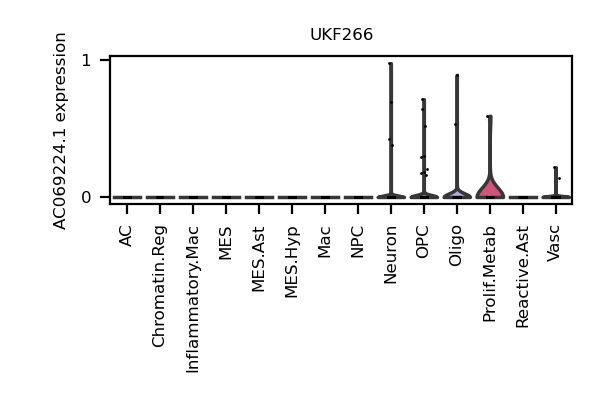 UKF266
AC069224.1 expression
1
0
AC
Chromatin.Reg
Inflammatory.Mac
MES
MES.Ast
MES.Hyp
Mac
NPC
Neuron
OPC
Oligo
Prolif.Metab
Reactive.Ast
Vasc